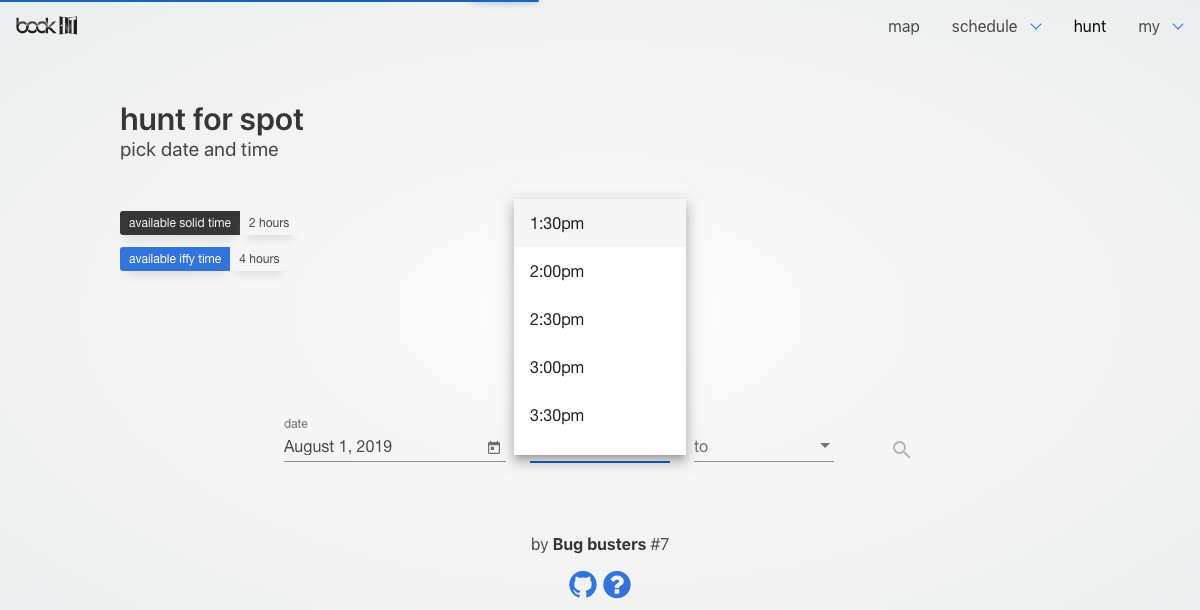 book IIT
map schedule hunt my
hunt for spot
pick date and time
available solid time 2 hours
available iffy time 4 hours
1:30pm
2:00pm
2:30pm
3:00pm
3:30pm
date
August 1, 2019
to
by Bug busters #7
?